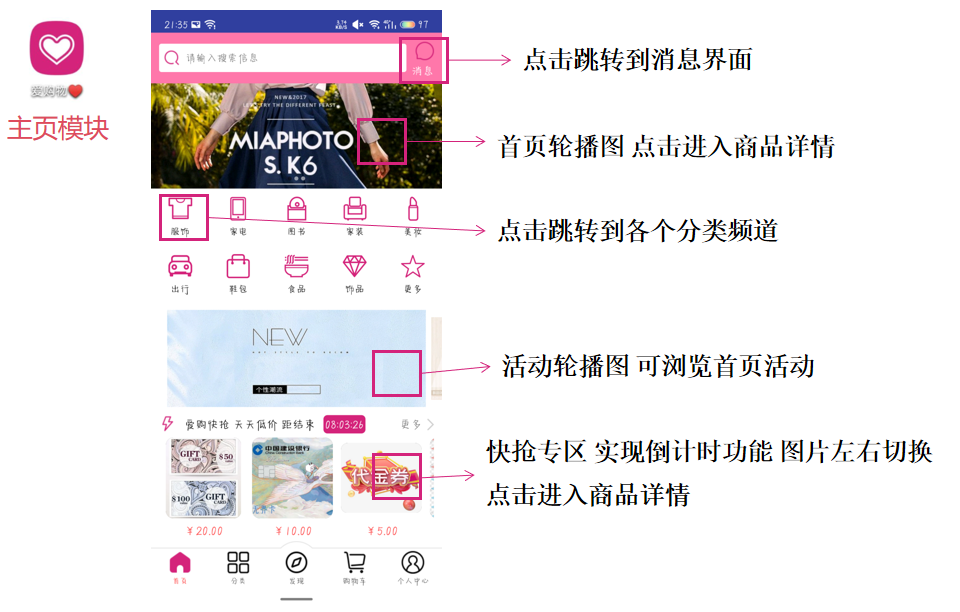 爱购物
主页模块
21:35
97
请输入搜索信息
消息
点击跳转到消息界面
NEW&2017
MIAPHOTO
S. K6
首页轮播图 点击进入商品详情
服饰
家电
图书
家装
美妆
点击跳转到各个分类频道
出行
鞋包
食品
饰品
更多
NEW
个性潮流
活动轮播图 可浏览首页活动
爱购快抢 天天低价 距结束 08:03:26 更多
快抢专区 实现倒计时功能 图片左右切换
点击进入商品详情
GIFT CARD $50
$100 GIFT CARD
中国建设银行
China Construction Bank
代金券
¥20.00
¥10.00
¥5.00
首页
分类
发现
购物车
个人中心